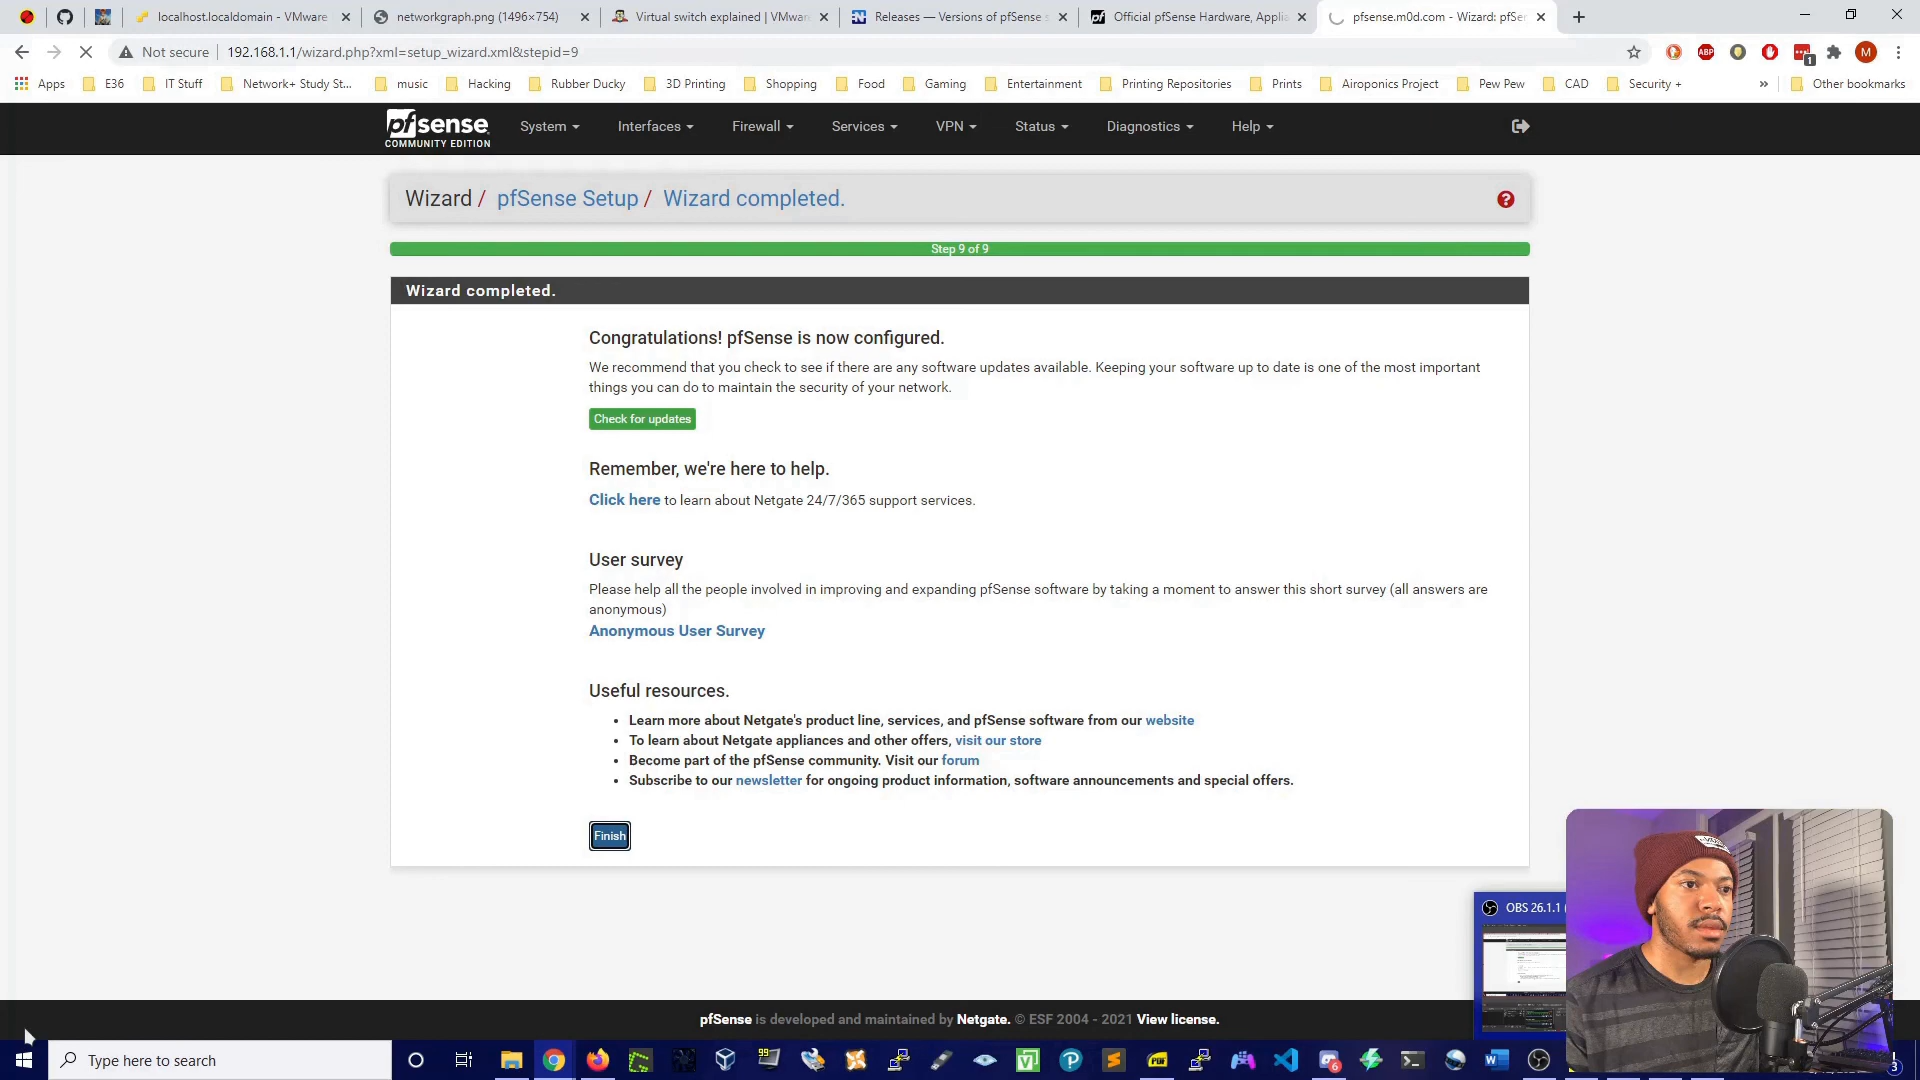 localhost.localdomain - VMware
networkgraph.png (1496×754)
Virtual switch explained | VMwar
Releases — Versions of pfSense s
Official pfSense Hardware, Applia
pfsense.m0d.com - Wizard: pfSen
Not secure
192.168.1.1/wizard.php?xml=setup_wizard.xml&stepid=9
ABP
1
M
Apps
E36
IT Stuff
Network+ Study St...
music
Hacking
Rubber Ducky
3D Printing
Shopping
Food
Gaming
Entertainment
Printing Repositories
Prints
Airoponics Project
Pew Pew
CAD
Security +
»
Other bookmarks
pfsense
COMMUNITY EDITION
System
Interfaces
Firewall
Services
VPN
Status
Diagnostics
Help
Wizard / pfSense Setup / Wizard completed.
Step 9 of 9
Wizard completed.
Congratulations! pfSense is now configured.
We recommend that you check to see if there are any software updates available. Keeping your software up to date is one of the most important
things you can do to maintain the security of your network.
Check for updates
Remember, we're here to help.
Click here to learn about Netgate 24/7/365 support services.
User survey
Please help all the people involved in improving and expanding pfSense software by taking a moment to answer this short survey (all answers are
anonymous)
Anonymous User Survey
Useful resources.
• Learn more about Netgate's product line, services, and pfSense software from our website
• To learn about Netgate appliances and other offers, visit our store
• Become part of the pfSense community. Visit our forum
• Subscribe to our newsletter for ongoing product information, software announcements and special offers.
Finish
OBS 26.1.1 (
pfSense is developed and maintained by Netgate. © ESF 2004 - 2021 View license.
Type here to search
6
3